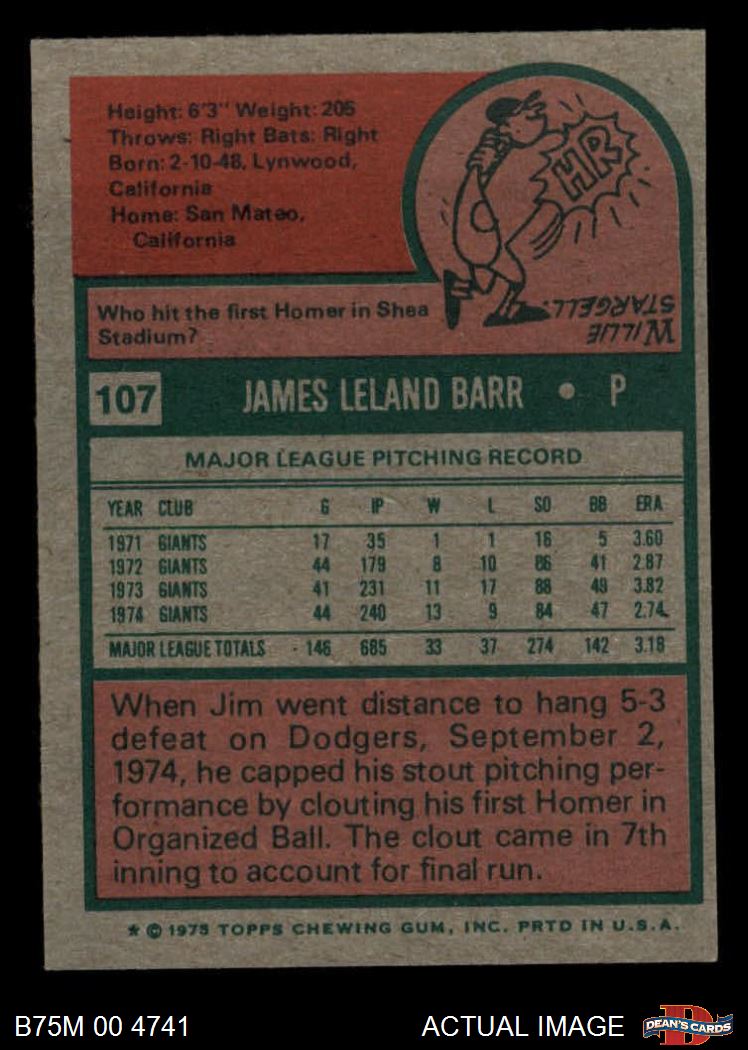 Height: 6'3" Weight: 205
Throws: Right Bats: Right
Born: 2-10-48, Lynwood,
California
Home: San Mateo,
California
HR
Who hit the first Homer in Shea
Stadium?
WILLIE
STARGELL.
107 JAMES LELAND BARR • P
MAJOR LEAGUE PITCHING RECORD
YEAR CLUB G IP W L SO BB ERA
1971 GIANTS 17 35 1 1 16 5 3.60
1972 GIANTS 44 179 8 10 86 41 2.87
1973 GIANTS 41 231 11 17 88 49 3.82
1974 GIANTS 44 240 13 9 84 47 2.74
MAJOR LEAGUE TOTALS 146 685 33 37 274 142 3.18
When Jim went distance to hang 5-3
defeat on Dodgers, September 2,
1974, he capped his stout pitching per-
formance by clouting his first Homer in
Organized Ball. The clout came in 7th
inning to account for final run.
* © 1975 TOPPS CHEWING GUM, INC. PRTD IN U.S.A.
B75M 00 4741 ACTUAL IMAGE DEAN'S CARDS